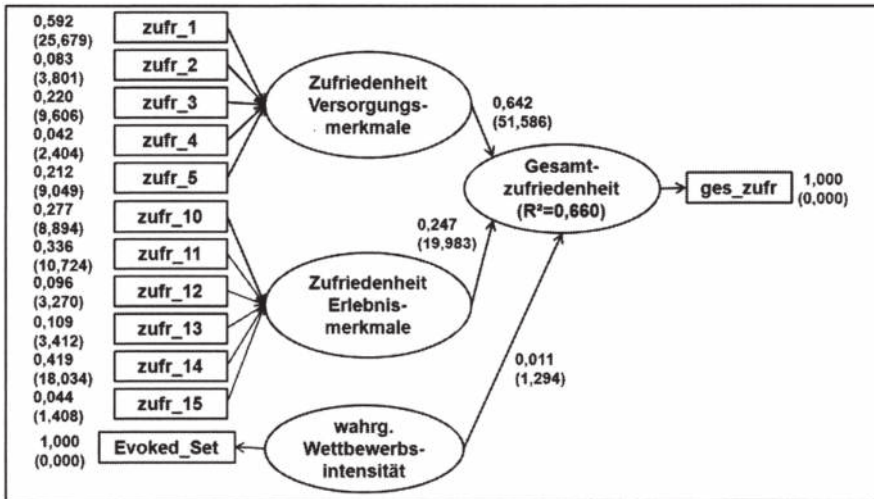 0,592
(25,679)
zufr_1
0,083
(3,801)
zufr_2
0,220
(9,606)
zufr_3
0,042
(2,404)
zufr_4
0,212
(9,049)
zufr_5
0,277
(8,894)
zufr_10
0,336
(10,724)
zufr_11
0,096
(3,270)
zufr_12
0,109
(3,412)
zufr_13
0,419
(18,034)
zufr_14
0,044
(1,408)
zufr_15
1,000
(0,000)
Evoked_Set
Zufriedenheit
Versorgungs-
merkmale
Zufriedenheit
Erlebnis-
merkmale
wahrg.
Wettbewerbs-
intensität
0,642
(51,586)
0,247
(19,983)
0,011
(1,294)
Gesamt-
zufriedenheit
(R²=0,660)
ges_zufr
1,000
(0,000)